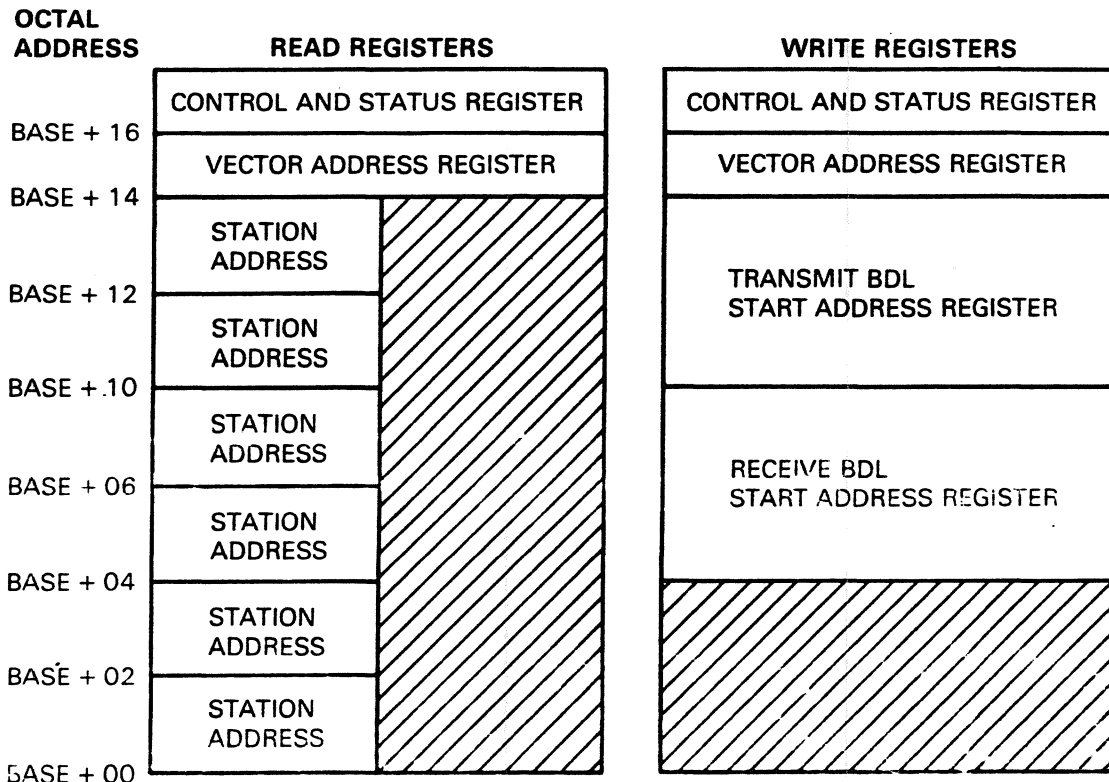 OCTAL
ADDRESS
READ REGISTERS
WRITE REGISTERS
CONTROL AND STATUS REGISTER
CONTROL AND STATUS REGISTER
BASE + 16
VECTOR ADDRESS REGISTER
VECTOR ADDRESS REGISTER
BASE + 14
STATION
ADDRESS
TRANSMIT BDL
START ADDRESS REGISTER
BASE + 12
STATION
ADDRESS
BASE + 10
STATION
ADDRESS
RECEIVE BDL
START ADDRESS REGISTER
BASE + 06
STATION
ADDRESS
BASE + 04
STATION
ADDRESS
BASE + 02
STATION
ADDRESS
BASE + 00